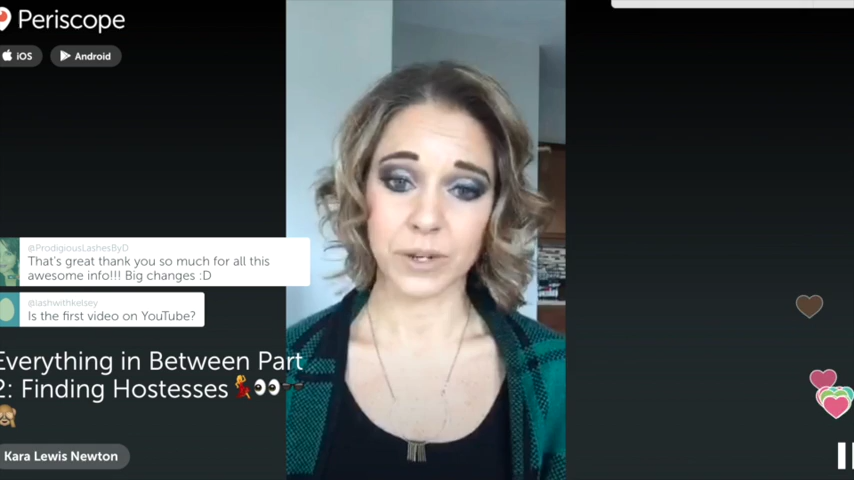 Periscope
iOS
Android
@ProdigiousLashesByD
That's great thank you so much for all this
awesome info!!! Big changes :D
@lashwithkelsey
Is the first video on YouTube?
Everything in Between Part
2: Finding Hostesses💃👀🕶️
🙈
Kara Lewis Newton